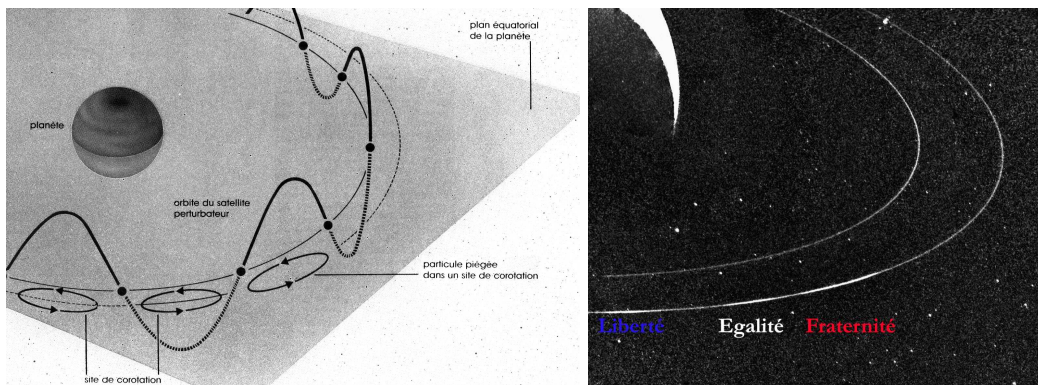 plan équatorial
de la planète
planète
orbite du satellite
perturbateur
particule piégée
dans un site de corotation
site de corotation
Liberté
Egalité
Fraternité